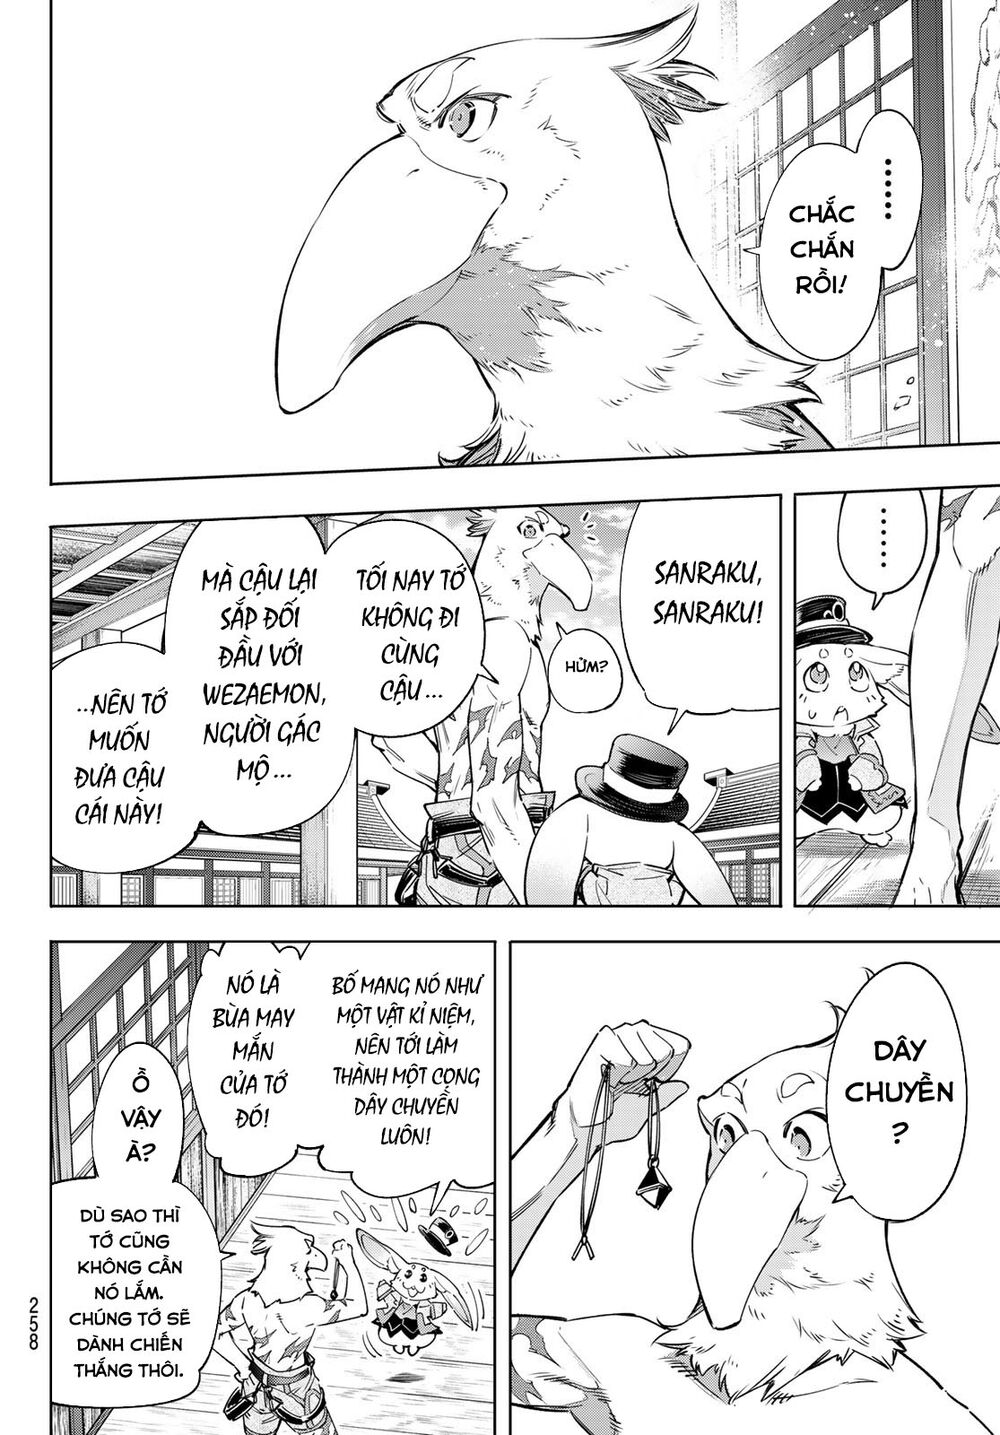 ......
CHẮC
CHẮN
RỒI!
......
SANRAKU,
SANRAKU!
HỬM?
TỐI NAY TỚ
KHÔNG ĐI
CÙNG
CẬU...
MÀ CẬU LẠI
SẮP ĐỐI
ĐẦU VỚI
WEZAEMON,
NGƯỜI GÁC
MỘ...
..NÊN TỚ
MUỐN
ĐƯA CẬU
CÁI NÀY!
DÂY
CHUYỀN
?
BỐ MANG NÓ NHƯ
MỘT VẬT KỈ NIỆM,
NÊN TỚI LÀM
THÀNH MỘT CỌNG
DÂY CHUYỀN
LUÔN!
NÓ LÀ
BÙA MAY
MẮN
CỦA TỚ
ĐÓ!
Ồ
VẬY
À?
DÙ SAO THÌ
TỚ CŨNG
KHÔNG CẦN
NÓ LẮM.
CHÚNG TỚ SẼ
DÀNH CHIẾN
THẮNG THÔI.
258